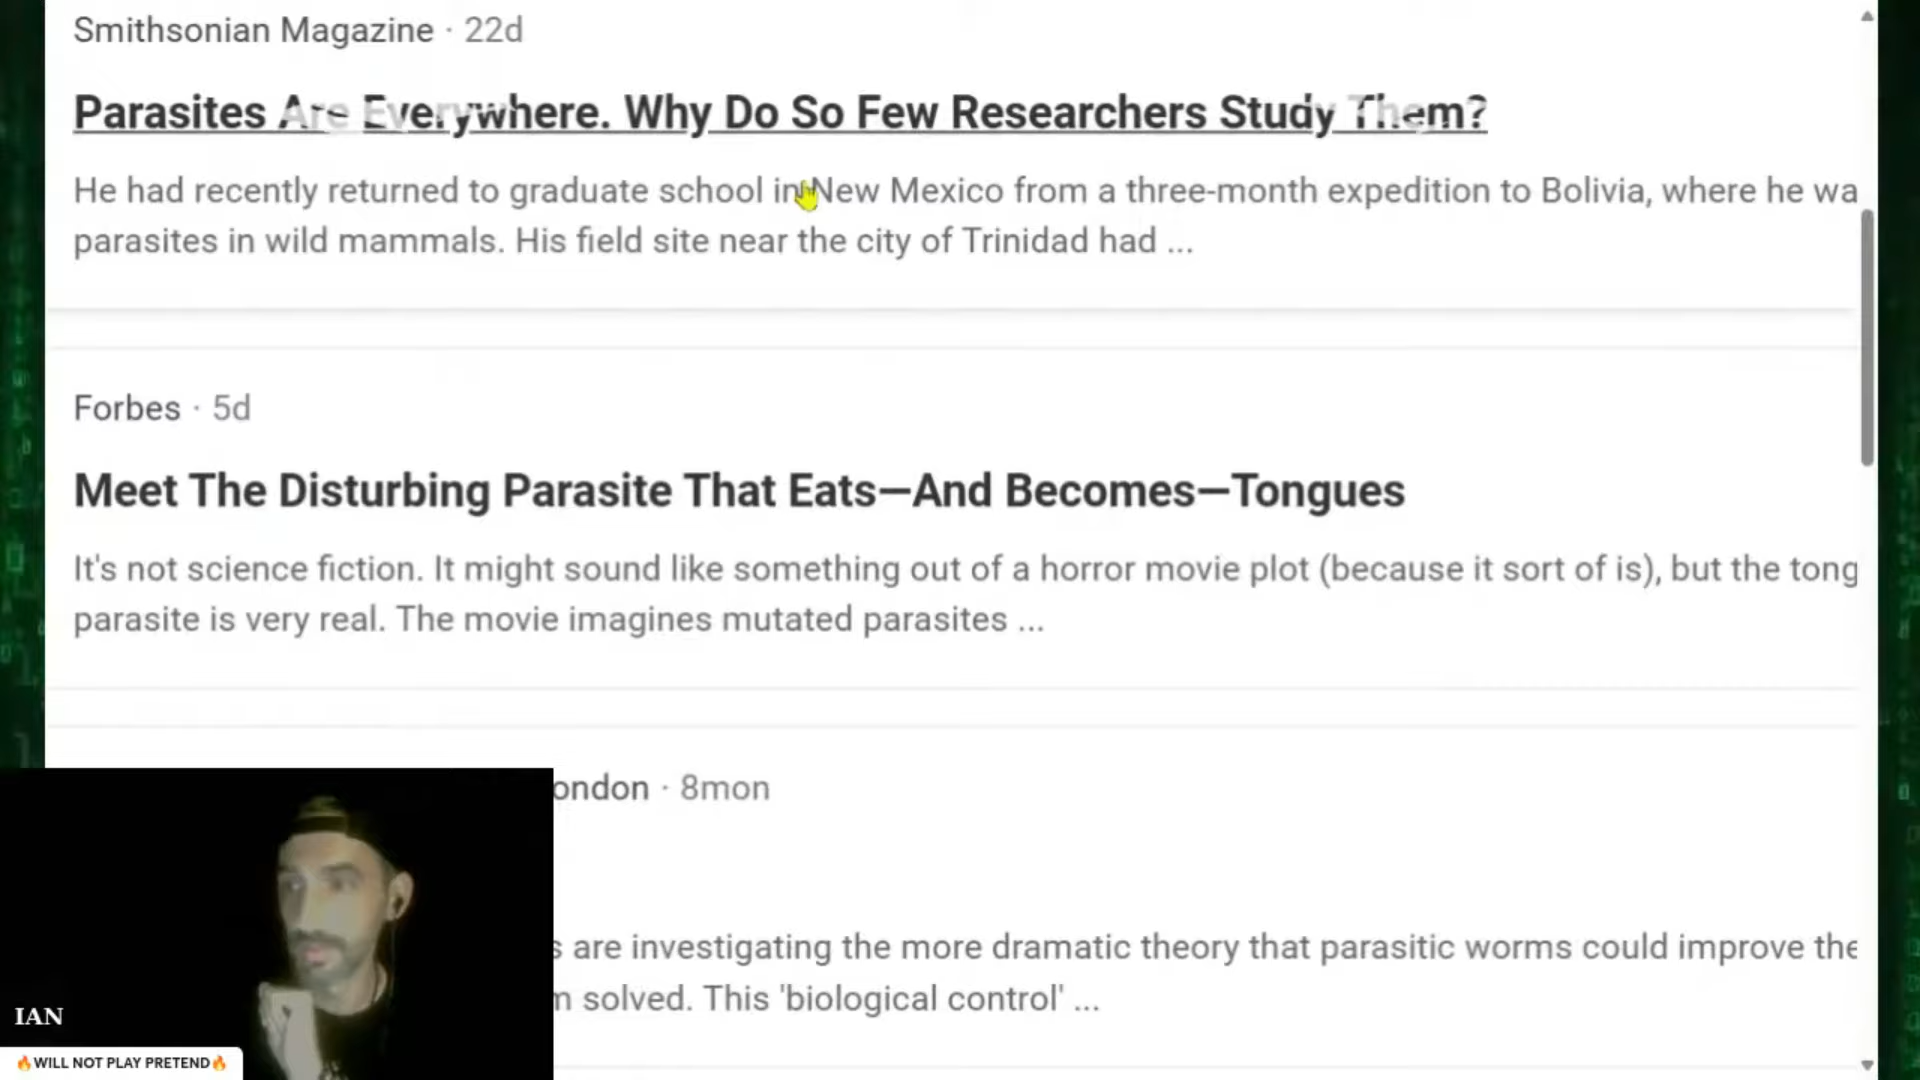 Smithsonian Magazine · 22d
Parasites Are Everywhere. Why Do So Few Researchers Study Them?
He had recently returned to graduate school in New Mexico from a three-month expedition to Bolivia, where he wa
parasites in wild mammals. His field site near the city of Trinidad had ...
Forbes · 5d
Meet The Disturbing Parasite That Eats—And Becomes—Tongues
It's not science fiction. It might sound like something out of a horror movie plot (because it sort of is), but the tong
parasite is very real. The movie imagines mutated parasites ...
ondon · 8mon
s are investigating the more dramatic theory that parasitic worms could improve the
m solved. This 'biological control' ...
IAN
🔥WILL NOT PLAY PRETEND🔥